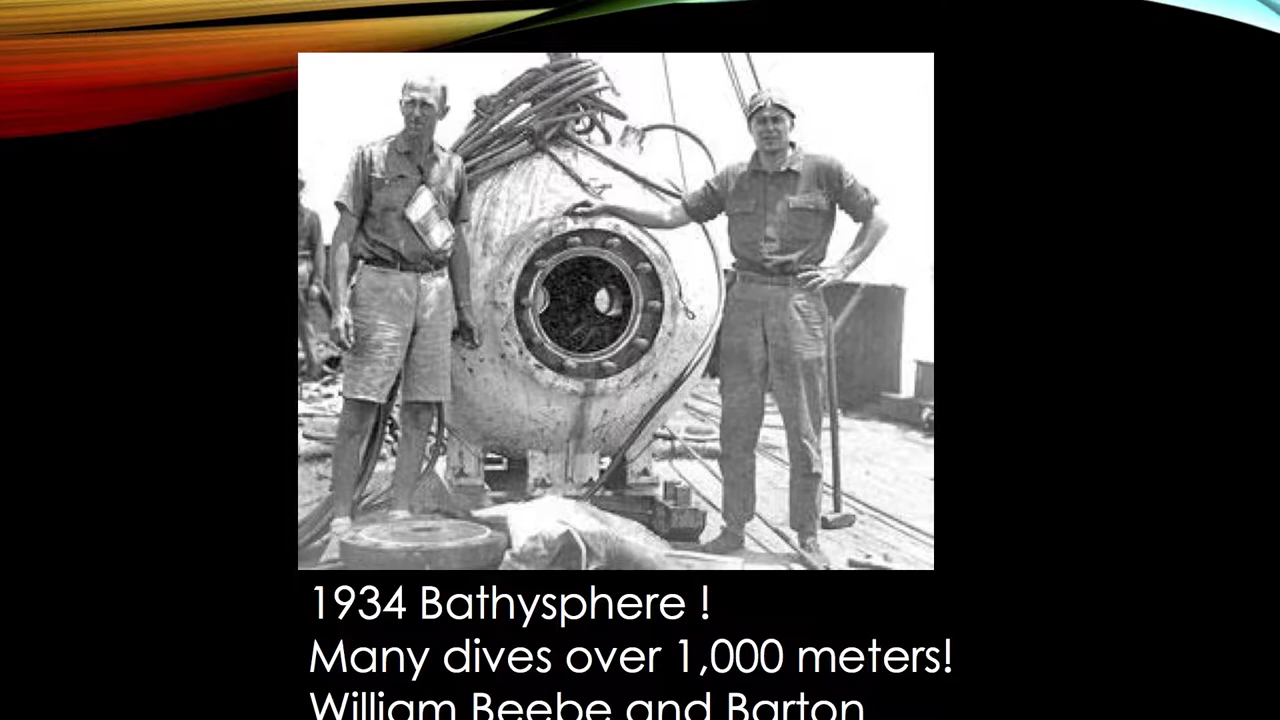 1934 Bathysphere !
Many dives over 1,000 meters!
William Beebe and Barton